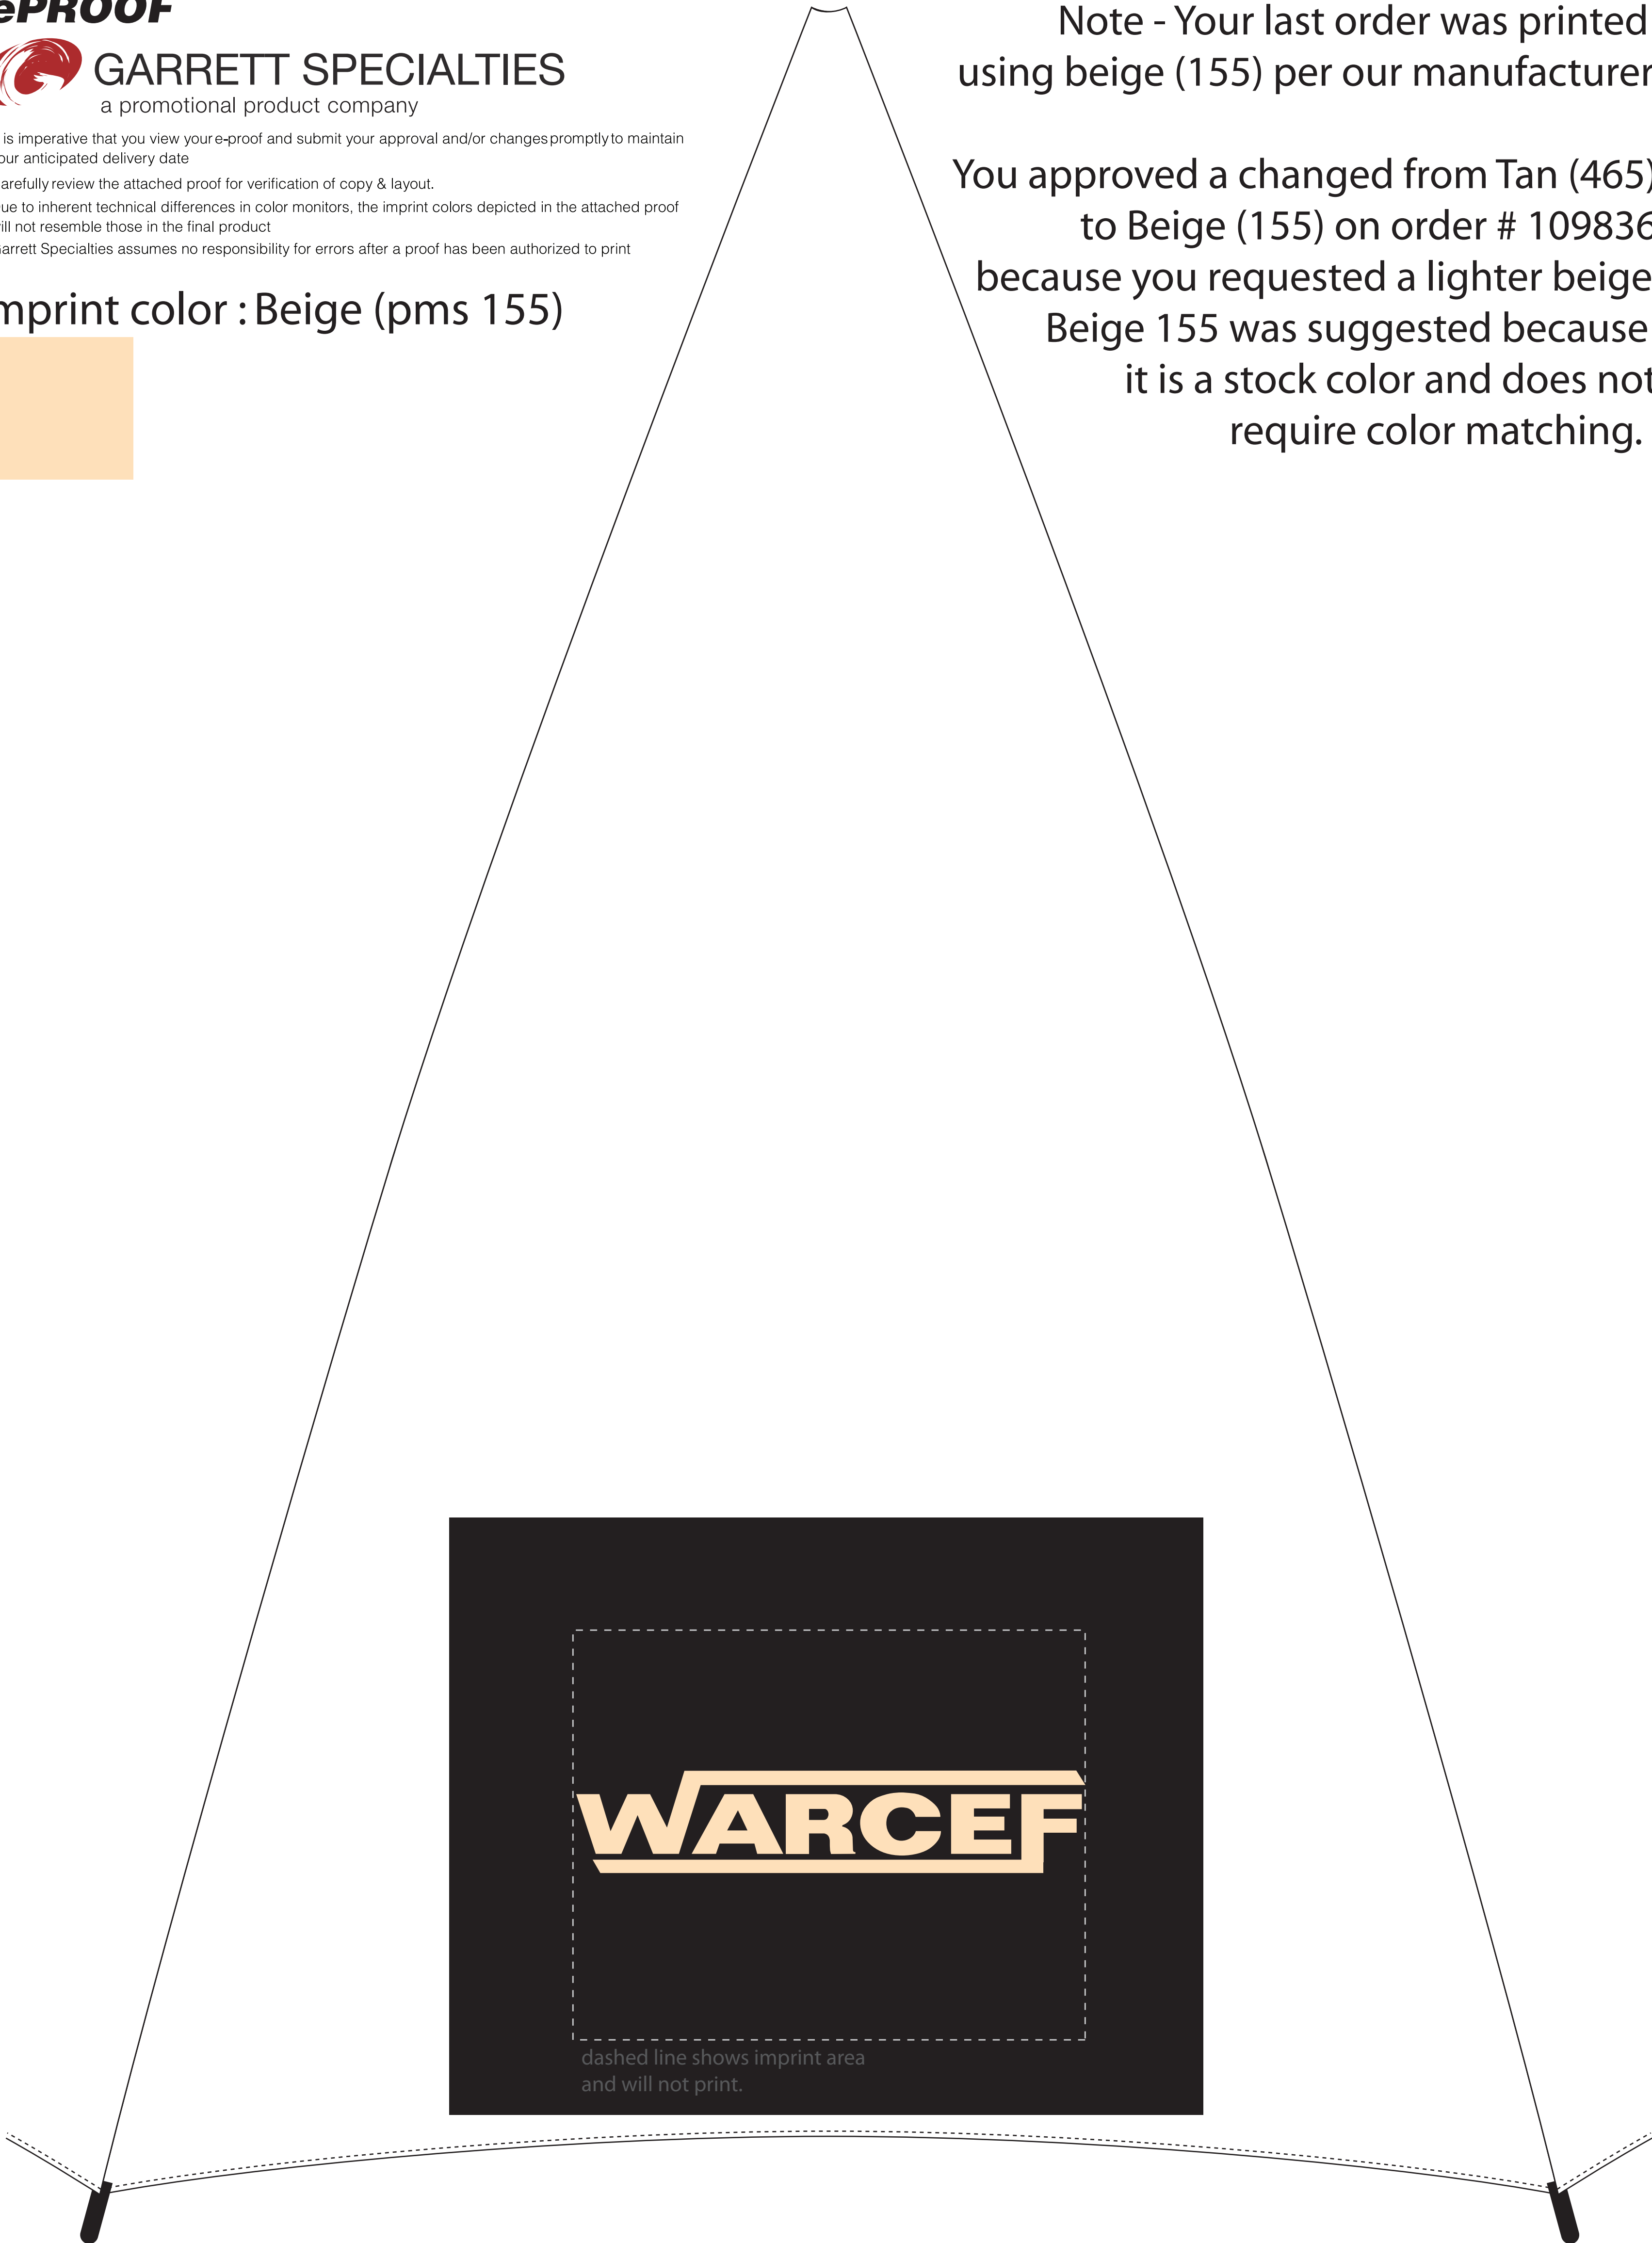 ePROOF
GARRETT SPECIALTIES
a promotional product company
is imperative that you view your e-proof and submit your approval and/or changes promptly to maintain
our anticipated delivery date
arefully review the attached proof for verification of copy & layout.
ue to inherent technical differences in color monitors, the imprint colors depicted in the attached proof
ill not resemble those in the final product
arrett Specialties assumes no responsibility for errors after a proof has been authorized to print
mprint color : Beige (pms 155)
Note - Your last order was printed
using beige (155) per our manufacturer
You approved a changed from Tan (465)
to Beige (155) on order # 109836
because you requested a lighter beige
Beige 155 was suggested because
it is a stock color and does not
require color matching.
WARCEF
dashed line shows imprint area
and will not print.